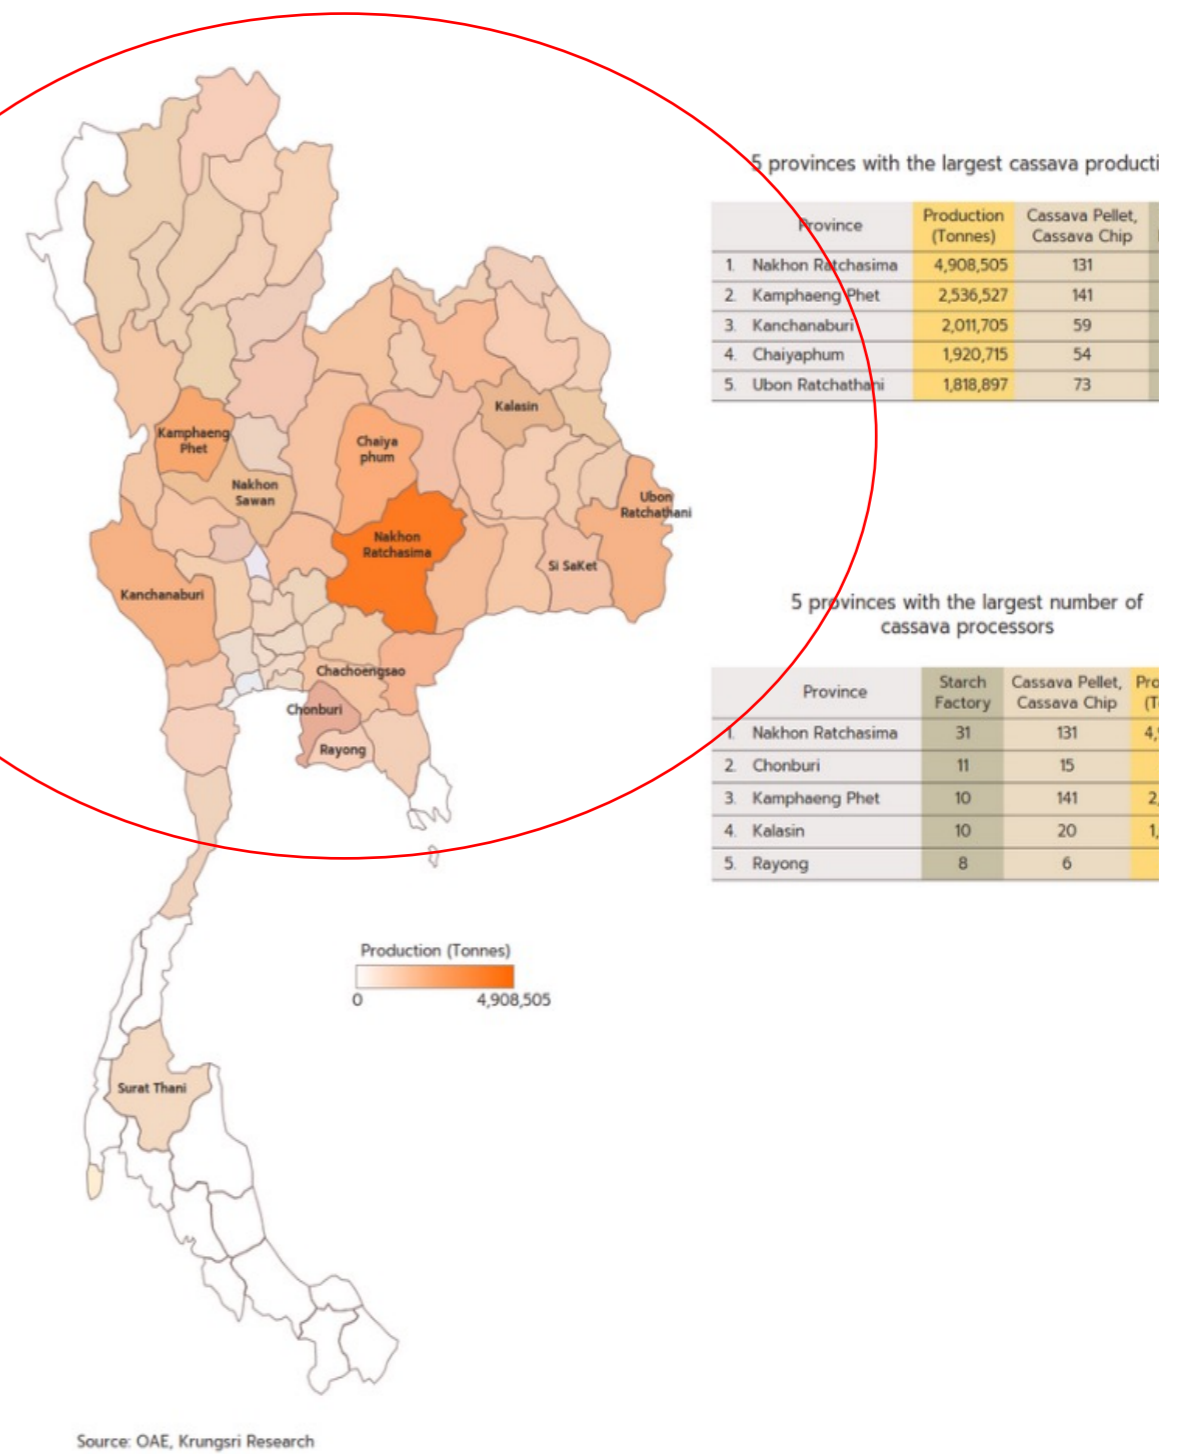 5 provinces with the largest cassava producti
Province Production (Tonnes) Cassava Pellet, Cassava Chip
1. Nakhon Ratchasima 4,908,505 131
2. Kamphaeng Phet 2,536,527 141
3. Kanchanaburi 2,011,705 59
4. Chaiyaphum 1,920,715 54
5. Ubon Ratchathani 1,818,897 73
Kalasin
Kamphaeng
Phet
Chaiya
phum
Nakhon
Sawan
Ubon
Ratchathani
Nakhon
Ratchasima
Si SaKet
Kanchanaburi
Chachoengsao
Chonburi
Rayong
5 provinces with the largest number of
cassava processors
Province Starch Factory Cassava Pellet, Cassava Chip Pro (T
1. Nakhon Ratchasima 31 131 4,
2. Chonburi 11 15
3. Kamphaeng Phet 10 141 2,
4. Kalasin 10 20 1,
5. Rayong 8 6
Production (Tonnes)
0 4,908,505
Surat Thani
Source: OAE, Krungsri Research